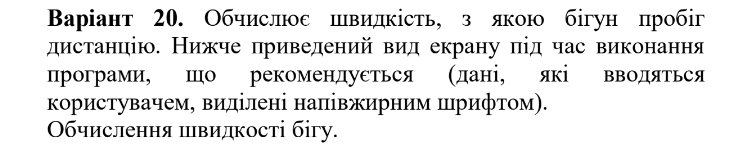 Варіант 20. Обчислює швидкість, з якою бігун пробіг
дистанцію. Нижче приведений вид екрану під час виконання
програми, що рекомендується (дані, які вводяться
користувачем, виділені напівжирним шрифтом).
Обчислення швидкості бігу.